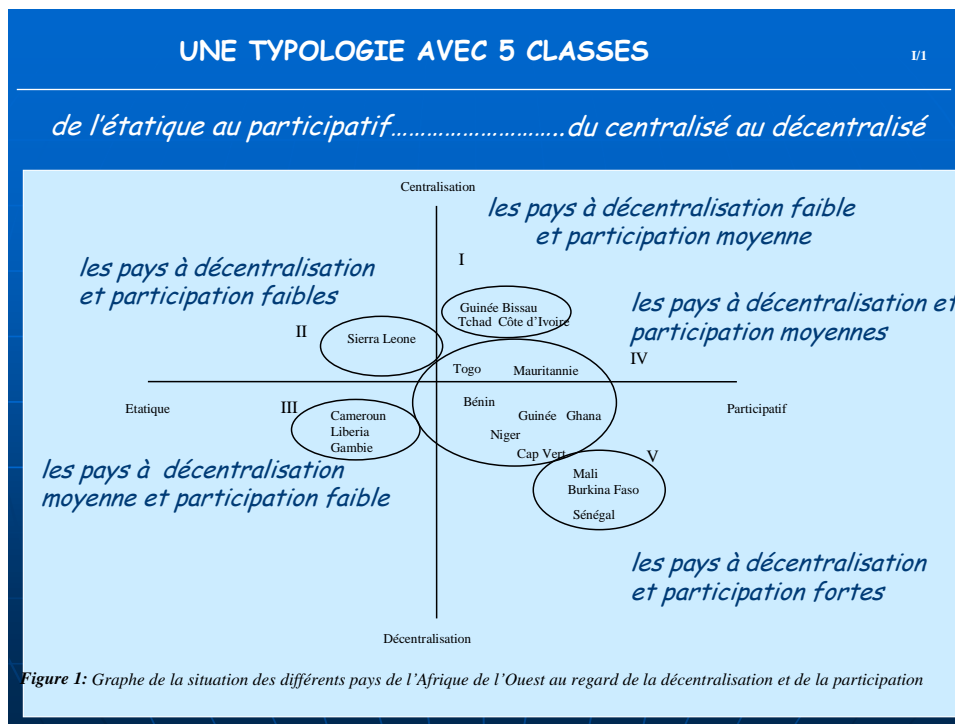 UNE TYPOLOGIE AVEC 5 CLASSES
I/1
de l'étatique au participatif………………………..du centralisé au décentralisé
Centralisation
les pays à décentralisation faible
et participation moyenne
I
les pays à décentralisation
et participation faibles
Guinée Bissau
Tchad Côte d'Ivoire
les pays à décentralisation et
participation moyennes
II
Sierra Leone
IV
Togo
Mauritannie
Etatique
III
Cameroun
Liberia
Gambie
Bénin
Guinée Ghana
Niger
Cap Vert
Participatif
les pays à décentralisation
moyenne et participation faible
V
Mali
Burkina Faso
Sénégal
les pays à décentralisation
et participation fortes
Décentralisation
Figure 1: Graphe de la situation des différents pays de l'Afrique de l'Ouest au regard de la décentralisation et de la participation